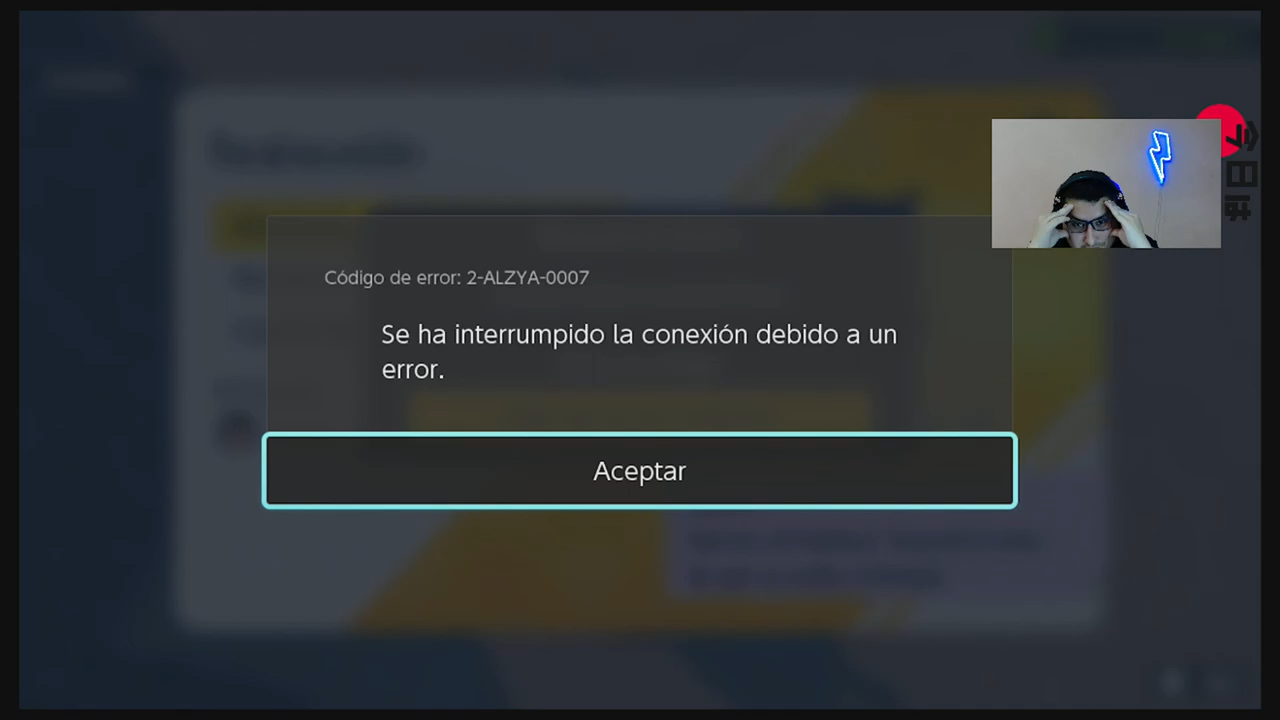 Código de error: 2-ALZYA-0007
Se ha interrumpido la conexión debido a un
error.
Aceptar